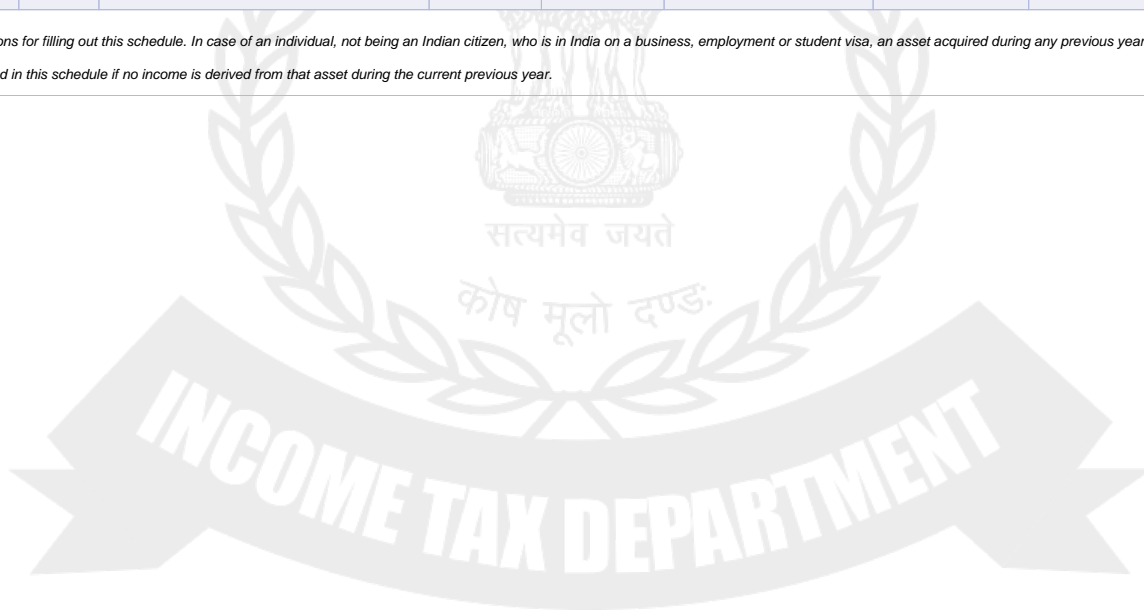 ons for filling out this schedule. In case of an individual, not being an Indian citizen, who is in India on a business, employment or student visa, an asset acquired during any previous year
d in this schedule if no income is derived from that asset during the current previous year.
सत्यमेव जयते
कोष मूलो दण्ड:
INCOME TAX DEPARTMENT